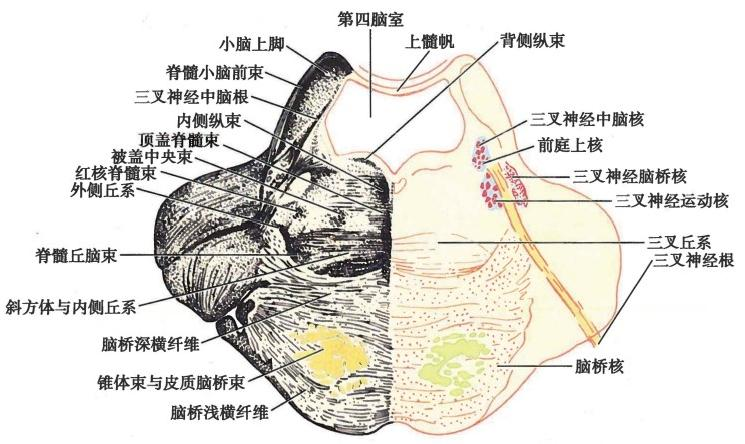 第四脑室
小脑上脚
上髓帆
背侧纵束
脊髓小脑前束
三叉神经中脑根
内侧纵束
顶盖脊髓束
被盖中央束
红核脊髓束
外侧丘系
脊髓丘脑束
斜方体与内侧丘系
脑桥深横纤维
锥体束与皮质脑桥束
脑桥浅横纤维
三叉神经中脑核
前庭上核
三叉神经脑桥核
三叉神经运动核
三叉丘系
三叉神经根
脑桥核